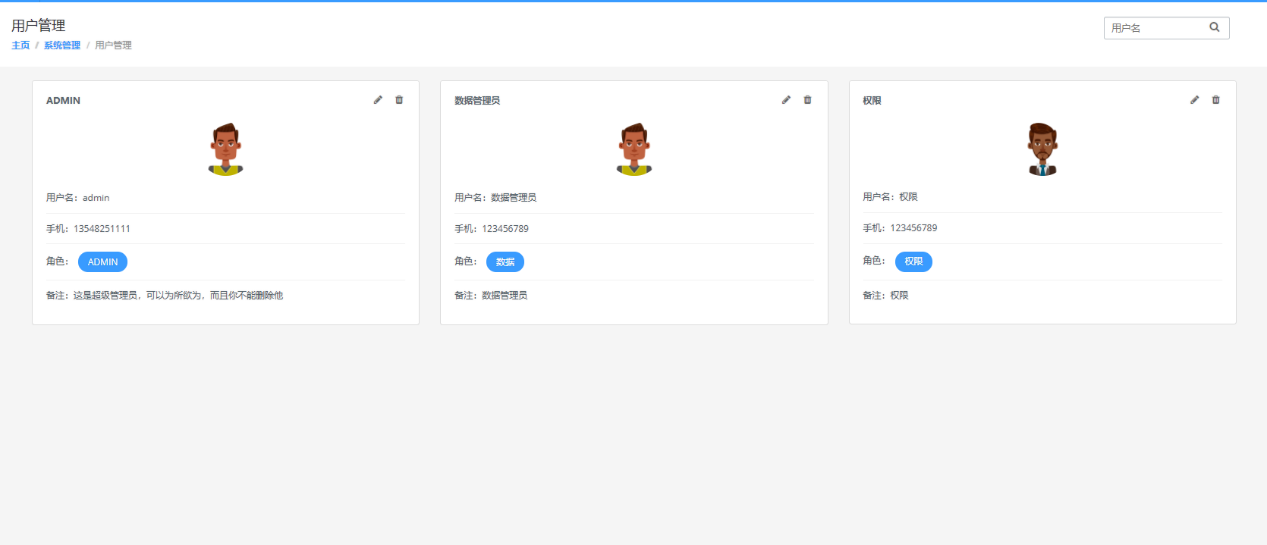 用户管理
主页 / 系统管理 / 用户管理
用户名
ADMIN
用户名：admin
手机：13548251111
角色： ADMIN
备注：这是超级管理员，可以为所欲为，而且你不能删除他
数据管理员
用户名：数据管理员
手机：123456789
角色： 数据
备注：数据管理员
权限
用户名：权限
手机：123456789
角色： 权限
备注：权限